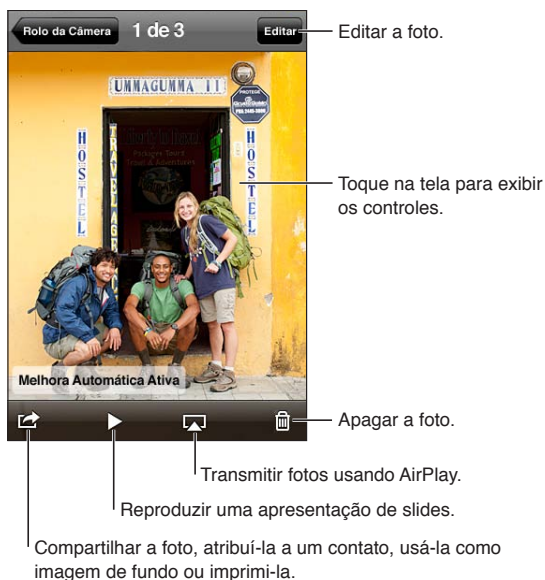 Rolo da Câmera 1 de 3 Editar
Editar a foto.
UMMAGUMMA II
PROTEGE
HOSTEL
HOSTEL
Toque na tela para exibir
os controles.
Melhora Automática Ativa
Apagar a foto.
Transmitir fotos usando AirPlay.
Reproduzir uma apresentação de slides.
Compartilhar a foto, atribuí-la a um contato, usá-la como
imagem de fundo ou imprimi-la.